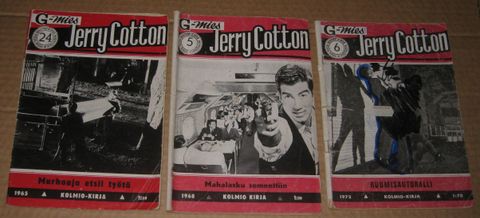 G-mies
24
Jerry Cotton
Murhaaja etsii työtä
1965
KOLMIO-KIRJA
G-mies
5
Jerry Cotton
Mahalasku sementtiin
1968
KOLMIO KIRJA
G-mies
6
Jerry Cotton
RUUMISAUTORALLI
1972
KOLMIO-KIRJA